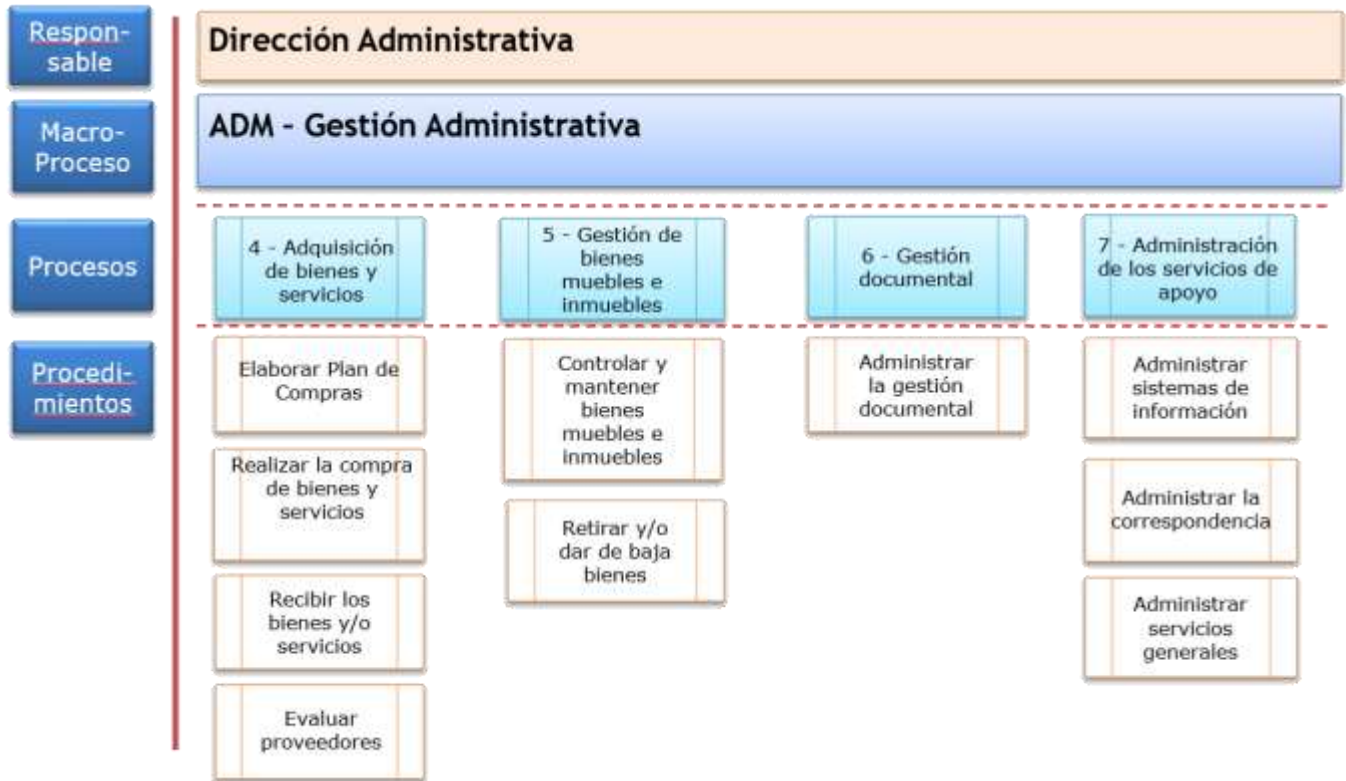 Respon-
sable
Dirección Administrativa
Macro-
Proceso
ADM – Gestión Administrativa
Procesos
4 - Adquisición
de bienes y
servicios
5 - Gestión de
bienes
muebles e
inmuebles
6 - Gestión
documental
7 - Administración
de los servicios de
apoyo
Procedi-
mientos
Elaborar Plan de
Compras
Realizar la compra
de bienes y
servicios
Recibir los
bienes y/o
servicios
Evaluar
proveedores
Controlar y
mantener
bienes
muebles e
inmuebles
Retirar y/o
dar de baja
bienes
Administrar
la gestión
documental
Administrar
sistemas de
información
Administrar la
correspondencia
Administrar
servicios
generales